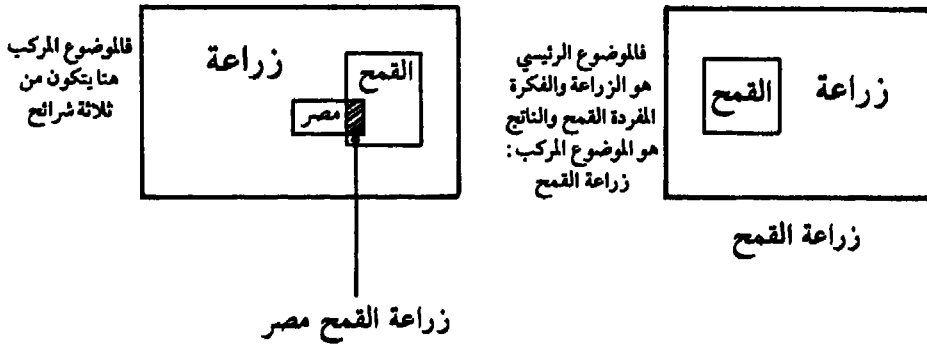 فالموضوع الرئيسي
هو الزراعة والفكرة
المفردة القمح والناتج
هو الموضوع المركب :
زراعة القمح
زراعة
القمح
زراعة القمح
فالموضوع المركب
هنا يتكون من
ثلاثة شرائح
زراعة
القمح
مصر
زراعة القمح مصر